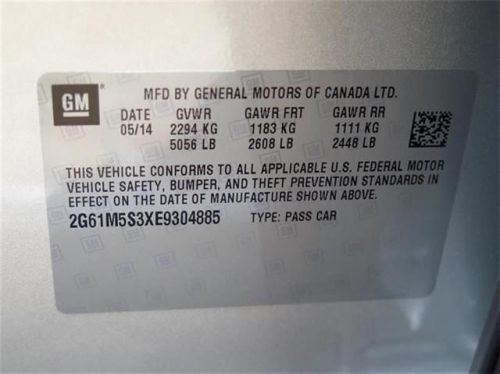 GM
MFD BY GENERAL MOTORS OF CANADA LTD.
DATE GVWR GAWR FRT GAWR RR
05/14 2294 KG 1183 KG 1111 KG
5056 LB 2608 LB 2448 LB
THIS VEHICLE CONFORMS TO ALL APPLICABLE U.S. FEDERAL MOTOR
VEHICLE SAFETY, BUMPER, AND THEFT PREVENTION STANDARDS IN
EFFECT ON THE DATE OF MANUFACTURE SHOWN ABOVE.
2G61M5S3XE9304885 TYPE: PASS CAR